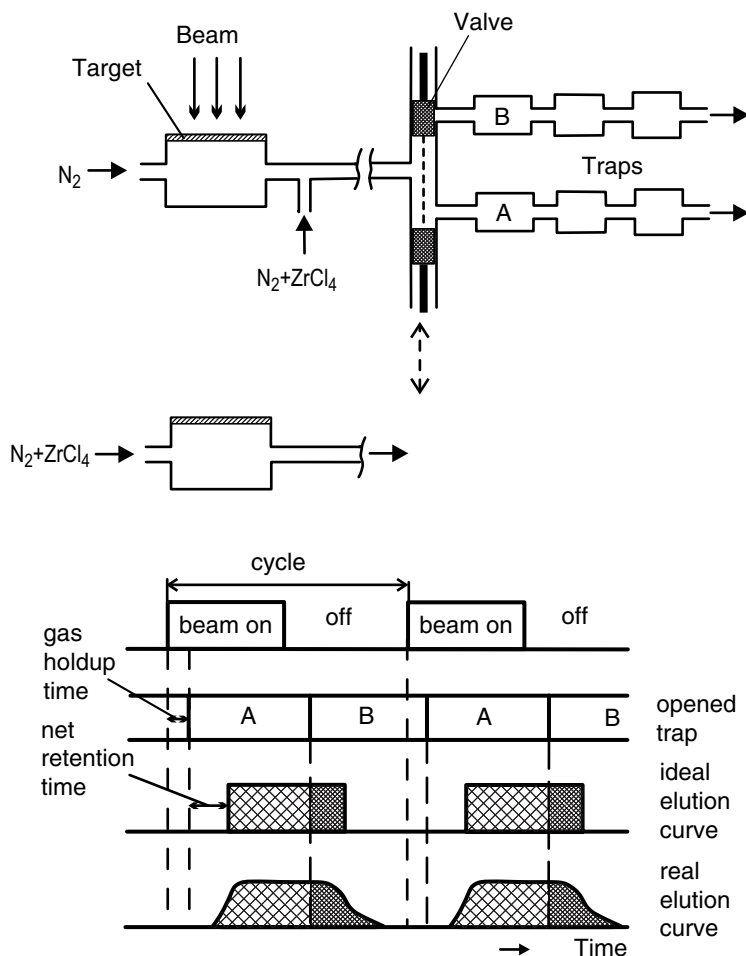 Beam
Valve
Target
B
N₂
Traps
A
N₂+ZrCl₄
N₂+ZrCl₄
cycle
beam on
off
beam on
off
gas
holdup
time
A
B
A
B
opened
trap
net
retention
time
ideal
elution
curve
real
elution
curve
Time